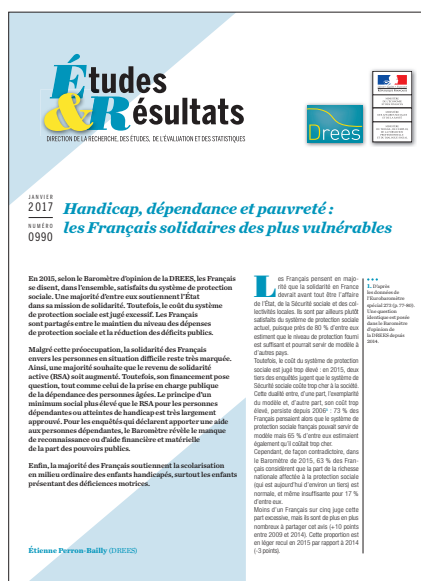 Études
& Résultats
DIRECTION DE LA RECHERCHE, DES ÉTUDES, DE L'ÉVALUATION ET DES STATISTIQUES
Drees
RÉPUBLIQUE FRANÇAISE
JANVIER
2017
NUMÉRO
0990
Handicap, dépendance et pauvreté :
les Français solidaires des plus vulnérables
En 2015, selon le Baromètre d'opinion de la DREES, les Français
se disent, dans l'ensemble, satisfaits du système de protection
sociale. Une majorité d'entre eux soutiennent l'État
dans sa mission de solidarité. Toutefois, le coût du système
de protection sociale est jugé excessif. Les Français
sont partagés entre le maintien du niveau des dépenses
de protection sociale et la réduction des déficits publics.
Malgré cette préoccupation, la solidarité des Français
envers les personnes en situation difficile reste très marquée.
Ainsi, une majorité souhaite que le revenu de solidarité
active (RSA) soit augmenté. Toutefois, son financement pose
question, tout comme celui de la prise en charge publique
de la dépendance des personnes âgées. Le principe d'un
minimum social plus élevé que le RSA pour les personnes
dépendantes ou atteintes de handicap est très largement
approuvé. Pour les enquêtés qui déclarent apporter une aide
aux personnes dépendantes, le Baromètre révèle le manque
de reconnaissance ou d'aide financière et matérielle
de la part des pouvoirs publics.
Enfin, la majorité des Français soutiennent la scolarisation
en milieu ordinaire des enfants handicapés, surtout les enfants
présentant des déficiences motrices.
Étienne Perron-Bailly (DREES)
Les Français pensent en majo-
rité que la solidarité en France
devrait avant tout être l'affaire
de l'État, de la Sécurité sociale et des col-
lectivités locales. Ils sont par ailleurs plutôt
satisfaits du système de protection sociale
actuel, puisque près de 80 % d'entre eux
estiment que le niveau de protection fourni
est suffisant et pourrait servir de modèle à
d'autres pays.
Toutefois, le coût du système de protection
sociale est jugé trop élevé : en 2015, deux
tiers des enquêtés jugent que le système de
Sécurité sociale coûte trop cher à la société.
Cette dualité entre, d'une part, l'exemplarité
du modèle et, d'autre part, son coût trop
élevé, persiste depuis 2006¹ : 73 % des
Français pensaient alors que le système de
protection sociale français pouvait servir de
modèle mais 65 % d'entre eux estimaient
également qu'il coûtait trop cher.
Cependant, de façon contradictoire, dans
le Baromètre de 2015, 63 % des Fran-
çais considèrent que la part de la richesse
nationale affectée à la protection sociale
(qui est aujourd'hui d'environ un tiers) est
normale, et même insuffisante pour 17 %
d'entre eux.
Moins d'un Français sur cinq juge cette
part excessive, mais ils sont de plus en plus
nombreux à partager cet avis (+10 points
entre 2009 et 2014). Cette proportion est
en léger recul en 2015 par rapport à 2014
(-3 points).
1. D'après
les données de
l'Eurobaromètre
spécial 273 (p. 77-86).
Une question
identique est posée
dans le Baromètre
d'opinion de
la DREES depuis
2014.